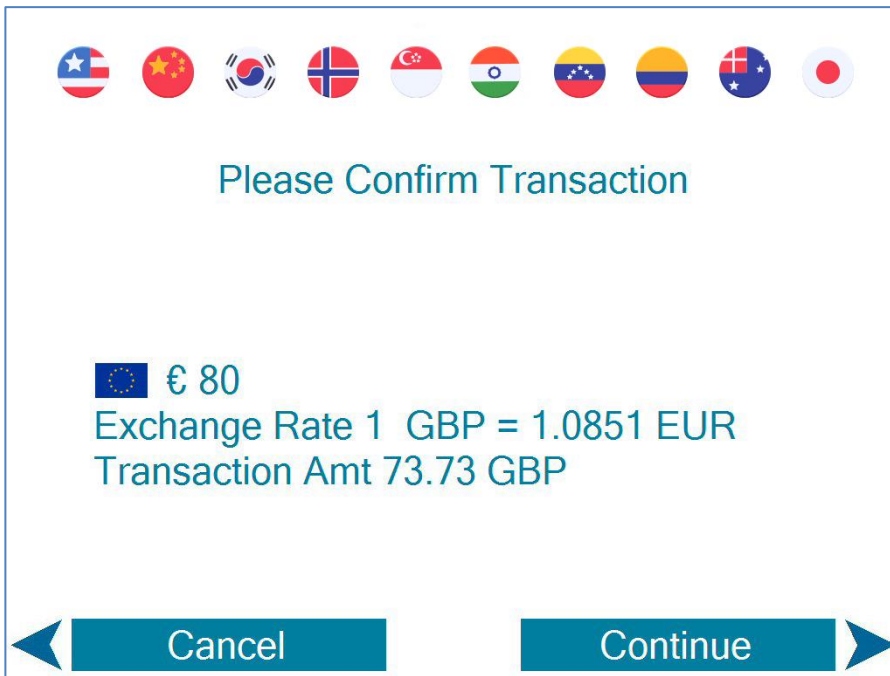 Please Confirm Transaction
€ 80
Exchange Rate 1 GBP = 1.0851 EUR
Transaction Amt 73.73 GBP
Cancel
Continue